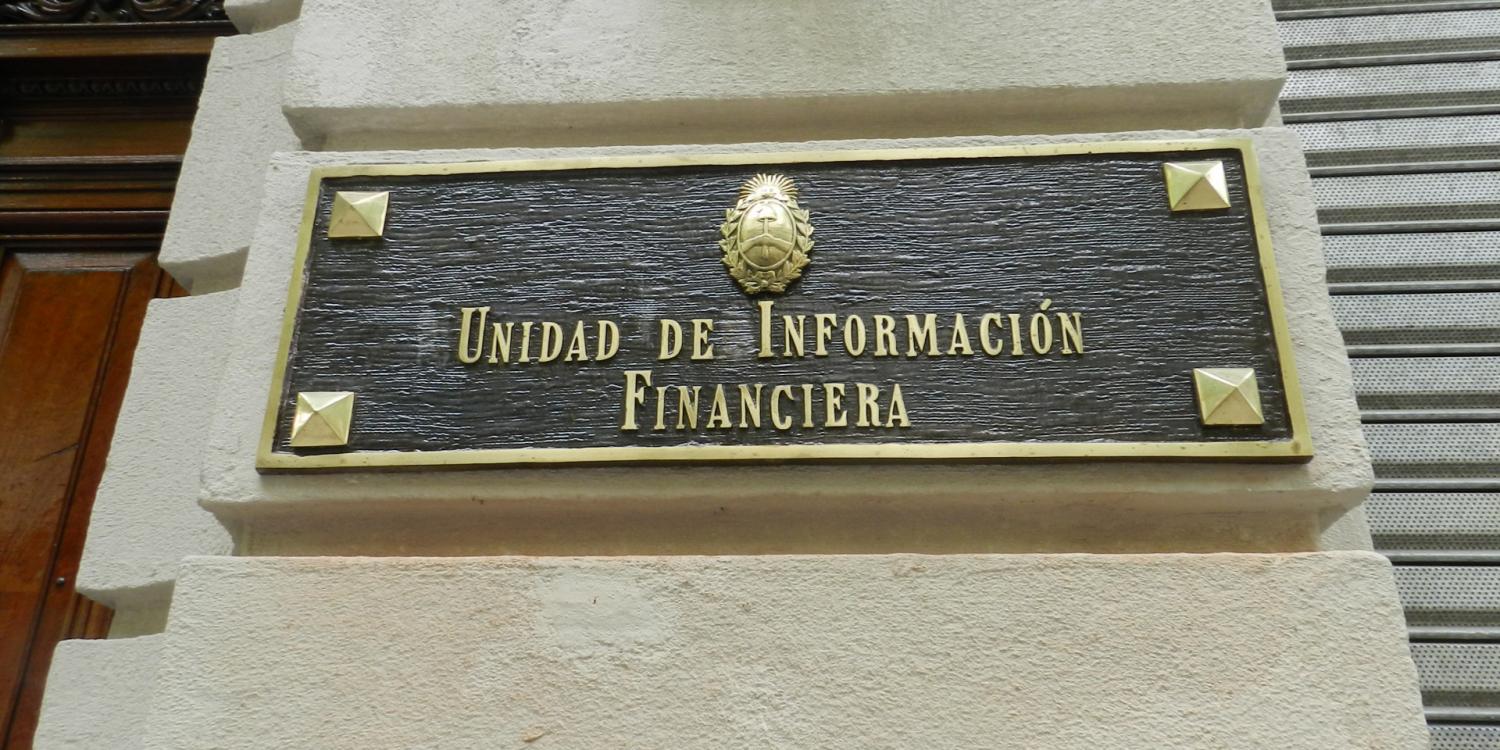 UNIDAD DE INFORMACIÓN
FINANCIERA